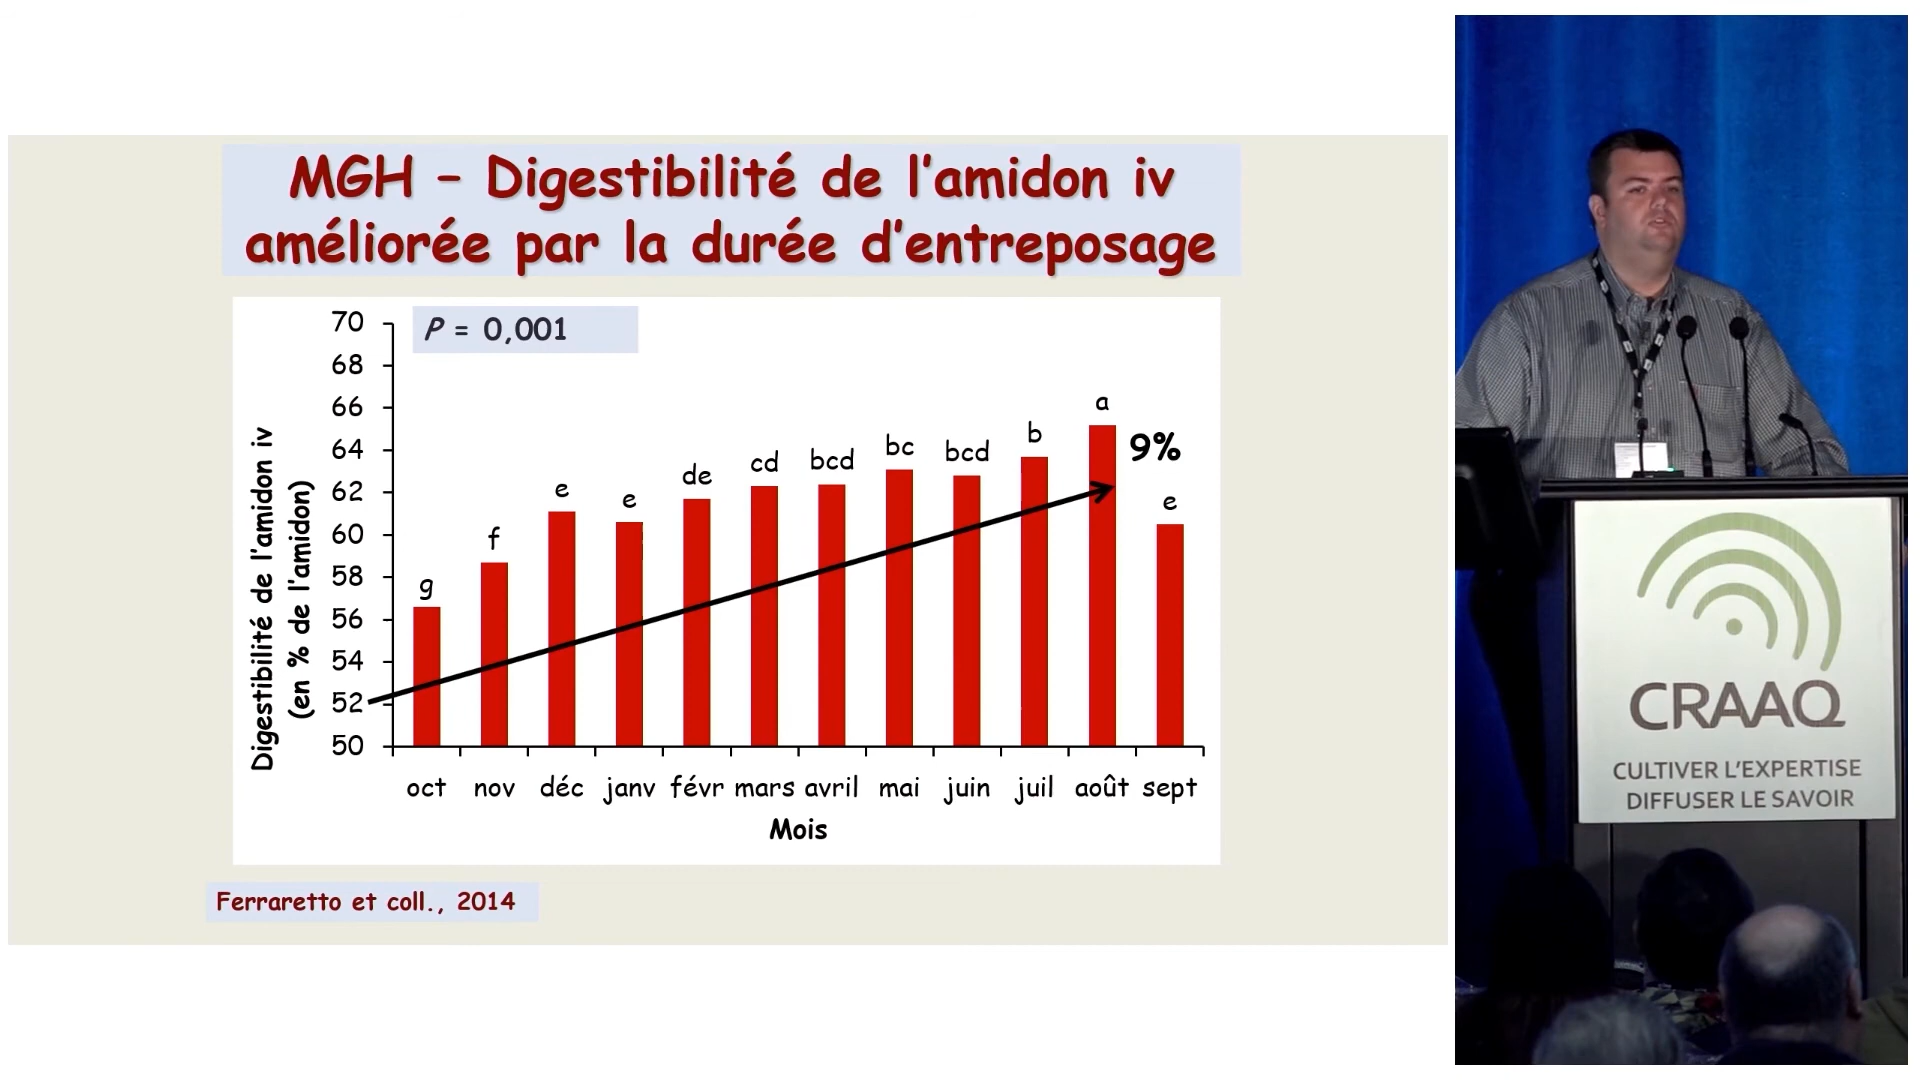 MGH – Digestibilité de l'amidon iv
améliorée par la durée d'entreposage
P = 0,001
Digestibilité de l'amidon iv
(en % de l'amidon)
70
68
66
64
62
60
58
56
54
52
50
g
f
e
e
de
cd
bcd
bc
bcd
b
a
e
9%
oct nov déc janv févr mars avril mai juin juil août sept
Mois
Ferraretto et coll., 2014
CRAAQ
CULTIVER L'EXPERTISE
DIFFUSER LE SAVOIR